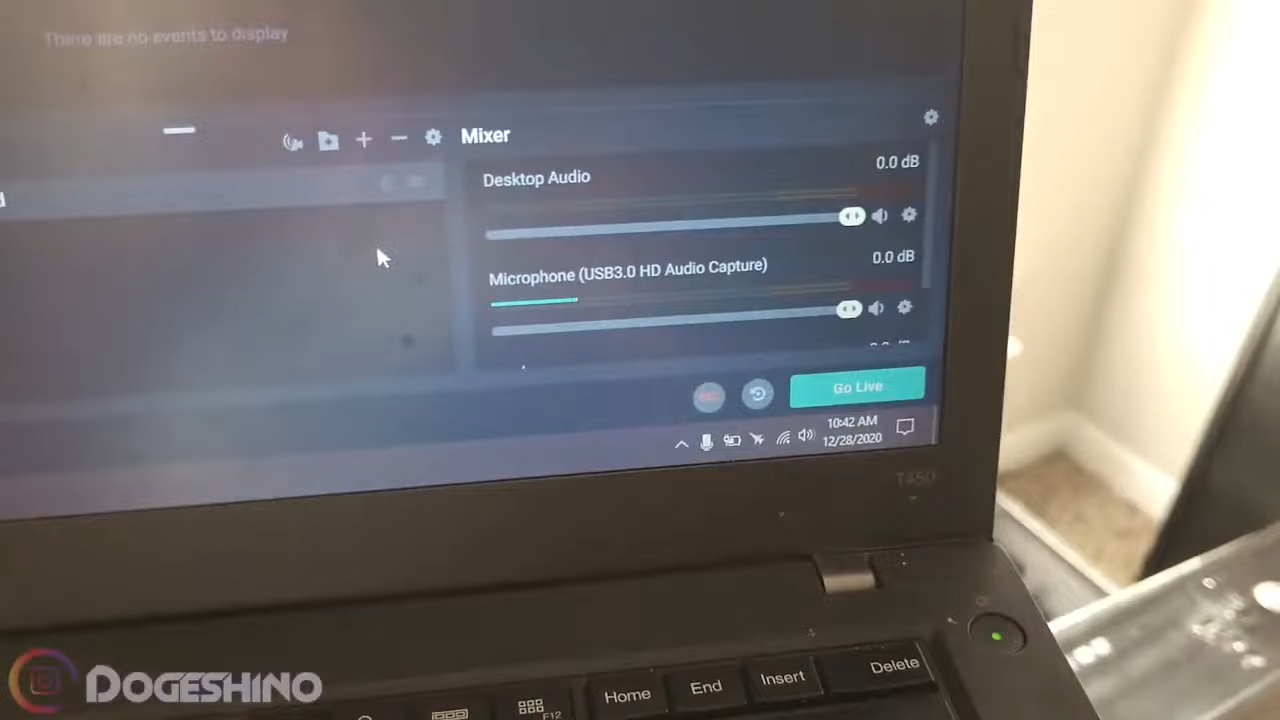 There are no events to display
Mixer
Desktop Audio
0.0 dB
Microphone (USB3.0 HD Audio Capture)
0.0 dB
Go Live
10:42 AM
12/28/2020
T450
Home
End
Insert
Delete
F12
DOGESHINO